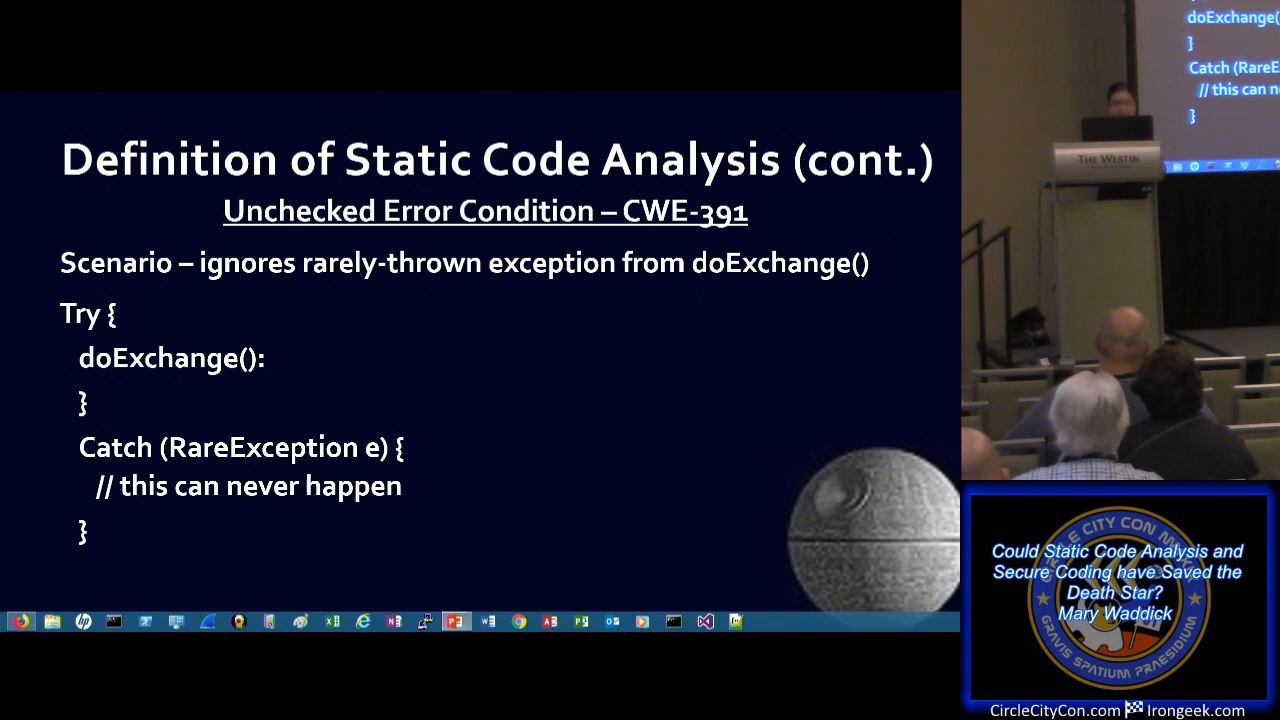 Definition of Static Code Analysis (cont.)
Unchecked Error Condition – CWE-391
Scenario – ignores rarely-thrown exception from doExchange()
Try {
doExchange():
}
Catch (RareException e) {
// this can never happen
}
doExchange(
}
Catch (RareE
// this can n
}
THE WESTIN
CIRCLE CITY CON
GRAVIS SPATIUM PRAESIDIUM
Could Static Code Analysis and
Secure Coding have Saved the
Death Star?
Mary Waddick
CircleCityCon.com Irongeek.com